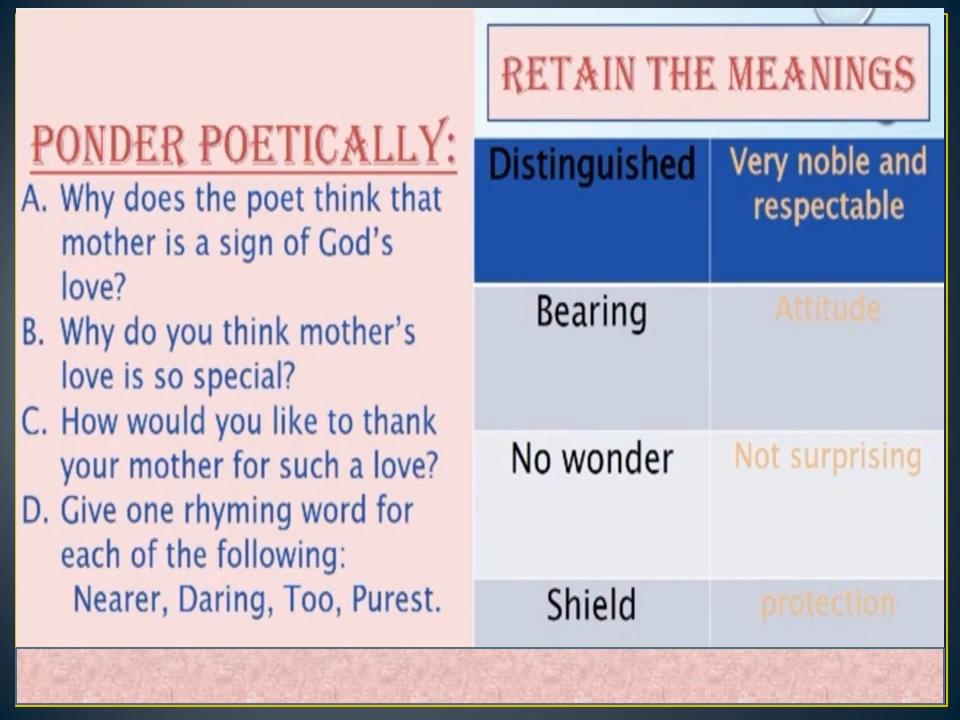 PONDER POETICALLY:
A. Why does the poet think that
mother is a sign of God's
love?
B. Why do you think mother's
love is so special?
C. How would you like to thank
your mother for such a love?
D. Give one rhyming word for
each of the following:
Nearer, Daring, Too, Purest.
RETAIN THE MEANINGS
Distinguished Very noble and
respectable
Bearing Attitude
No wonder Not surprising
Shield protection